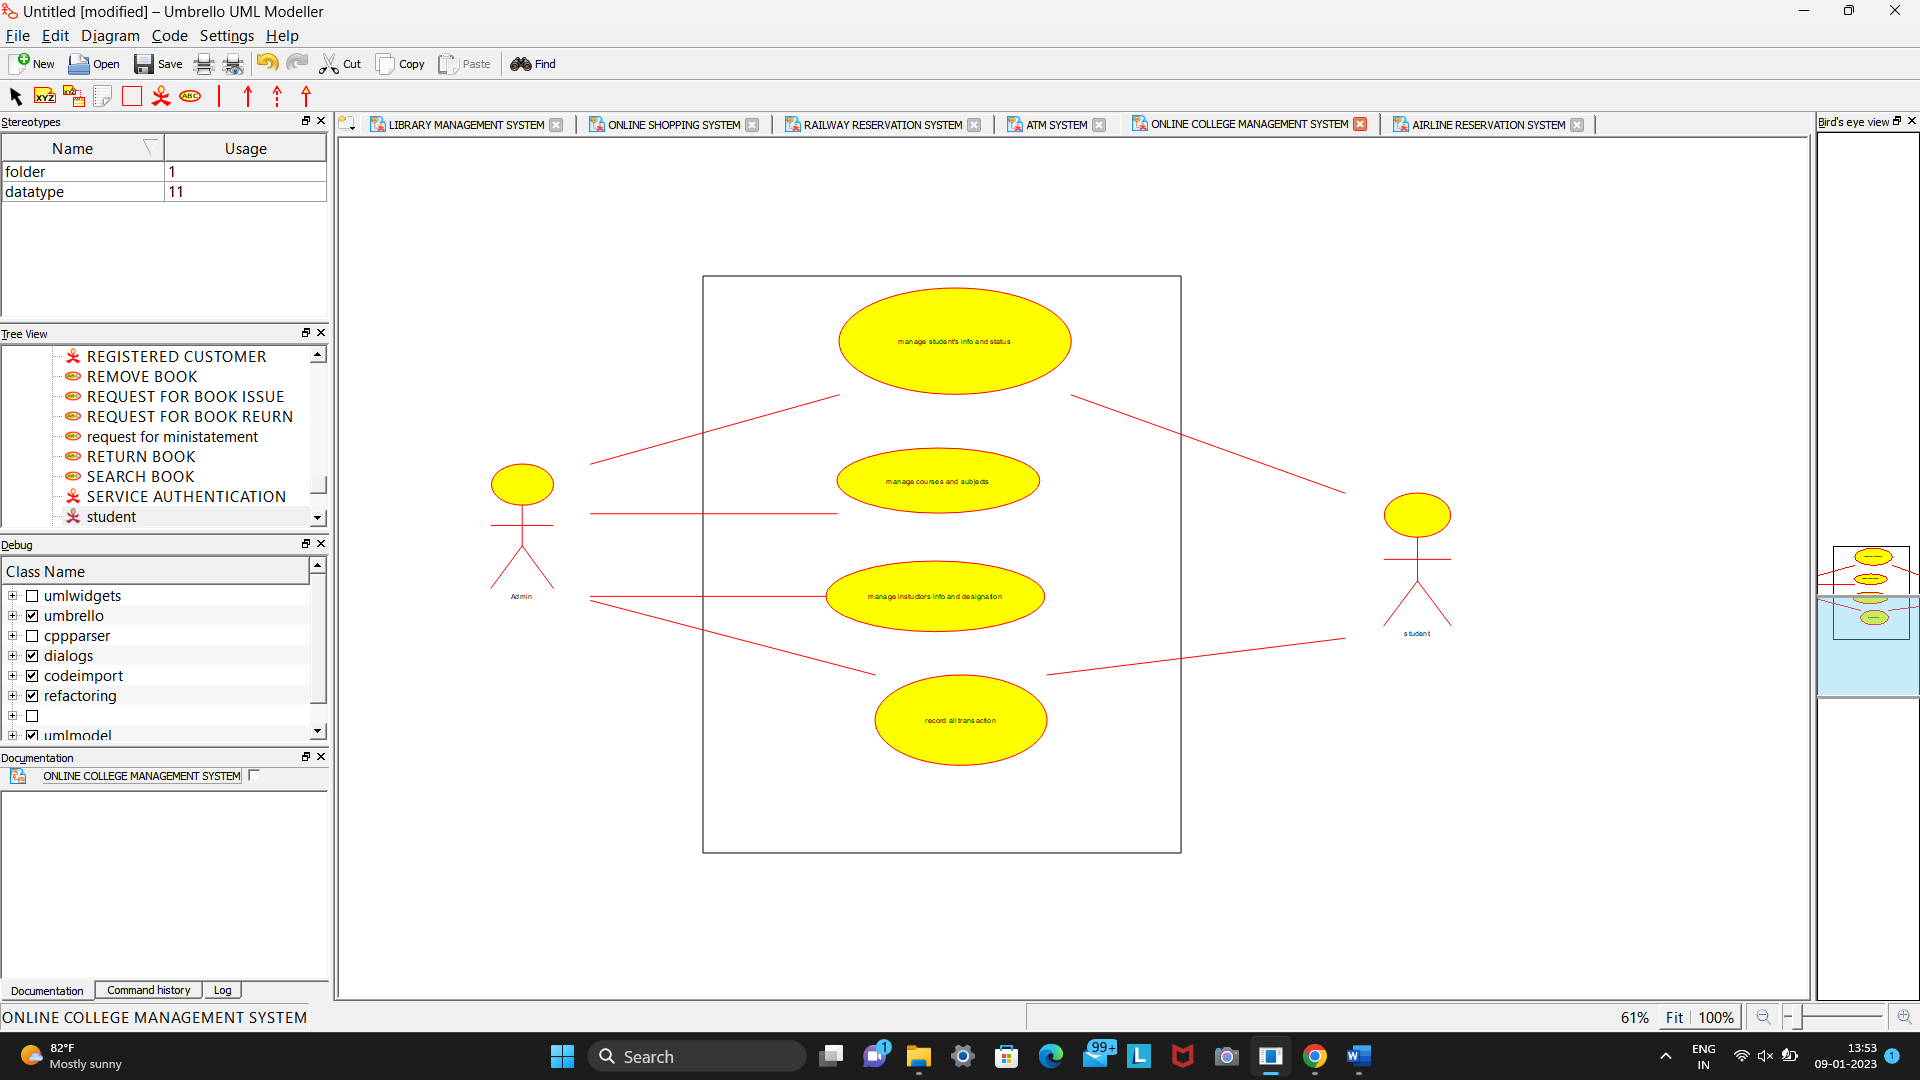 Untitled [modified] – Umbrello UML Modeller
File Edit Diagram Code Settings Help
New Open Save Cut Copy Paste Find
XYZ XYZ ABC
Stereotypes
Name Usage
folder 1
datatype 11
Tree View
REGISTERED CUSTOMER
REMOVE BOOK
REQUEST FOR BOOK ISSUE
REQUEST FOR BOOK REURN
request for ministatement
RETURN BOOK
SEARCH BOOK
SERVICE AUTHENTICATION
student
Debug
Class Name
umlwidgets
umbrello
cppparser
dialogs
codeimport
refactoring
umlmodel
Documentation
ONLINE COLLEGE MANAGEMENT SYSTEM
Documentation Command history Log
ONLINE COLLEGE MANAGEMENT SYSTEM
LIBRARY MANAGEMENT SYSTEM ONLINE SHOPPING SYSTEM RAILWAY RESERVATION SYSTEM ATM SYSTEM ONLINE COLLEGE MANAGEMENT SYSTEM AIRLINE RESERVATION SYSTEM
manage student's info and status
manage courses and subjects
manage instuctors info and designation
record all transaction
Admin
student
Bird's eye view
61% Fit 100%
82°F
Mostly sunny
Search
1
99+
L
W
ENG
IN
13:53
09-01-2023
1